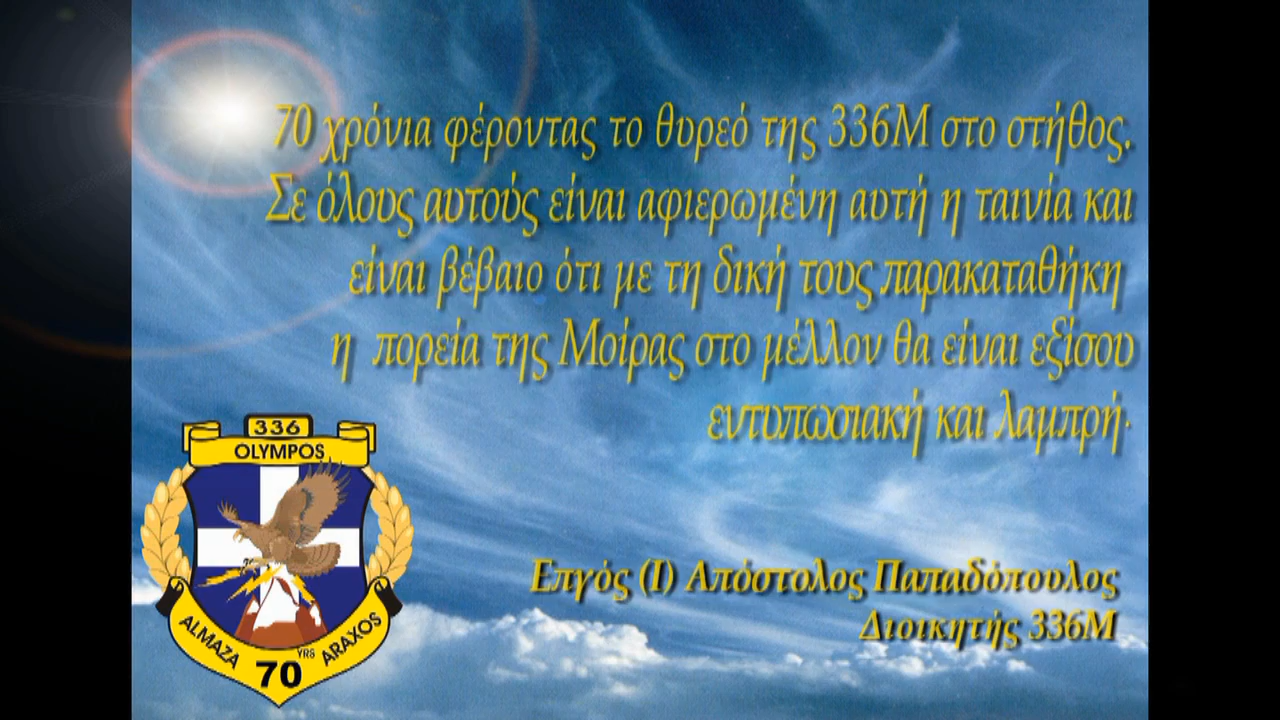 70 χρόνια φέροντας το θυρεό της 336Μ στο στήθος.
Σε όλους αυτούς είναι αφιερωμένη αυτή η ταινία και
είναι βέβαιο ότι με τη δική τους παρακαταθήκη
η πορεία της Μοίρας στο μέλλον θα είναι εξίσου
εντυπωσιακή και λαμπρή.
336
OLYMPOS
Επγός (Ι) Απόστολος Παπαδόπουλος
Διοικητής 336Μ
ALMAZA
70 YRS
ARAXOS